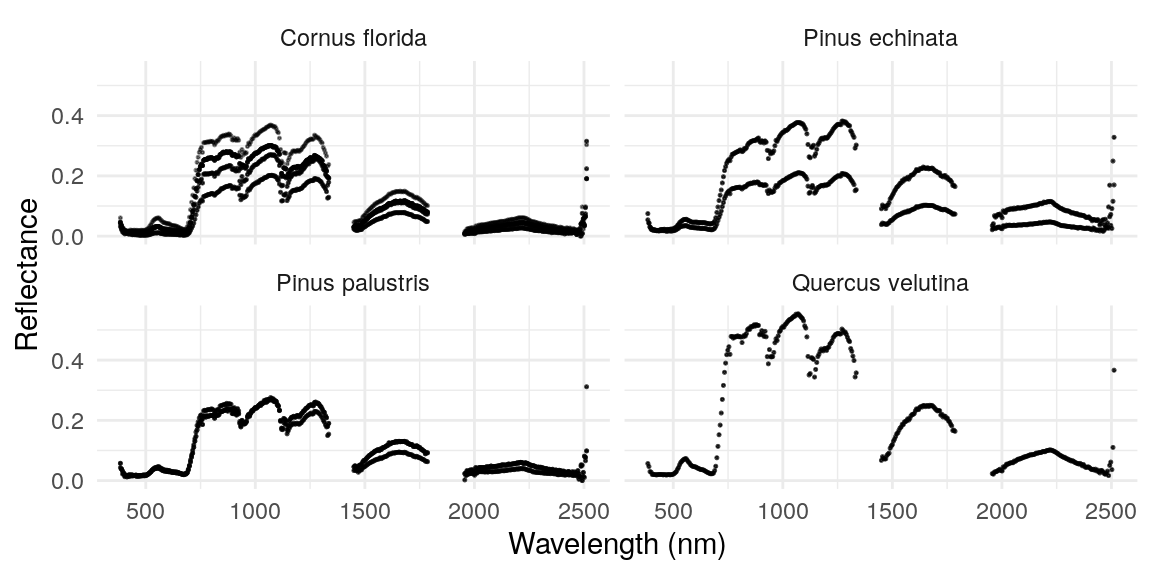 Cornus florida
Pinus echinata
0.4
0.2
0.0
Pinus palustris
Quercus velutina
0.4
0.2
0.0
Reflectance
500 1000 1500 2000 2500 500 1000 1500 2000 2500
Wavelength (nm)